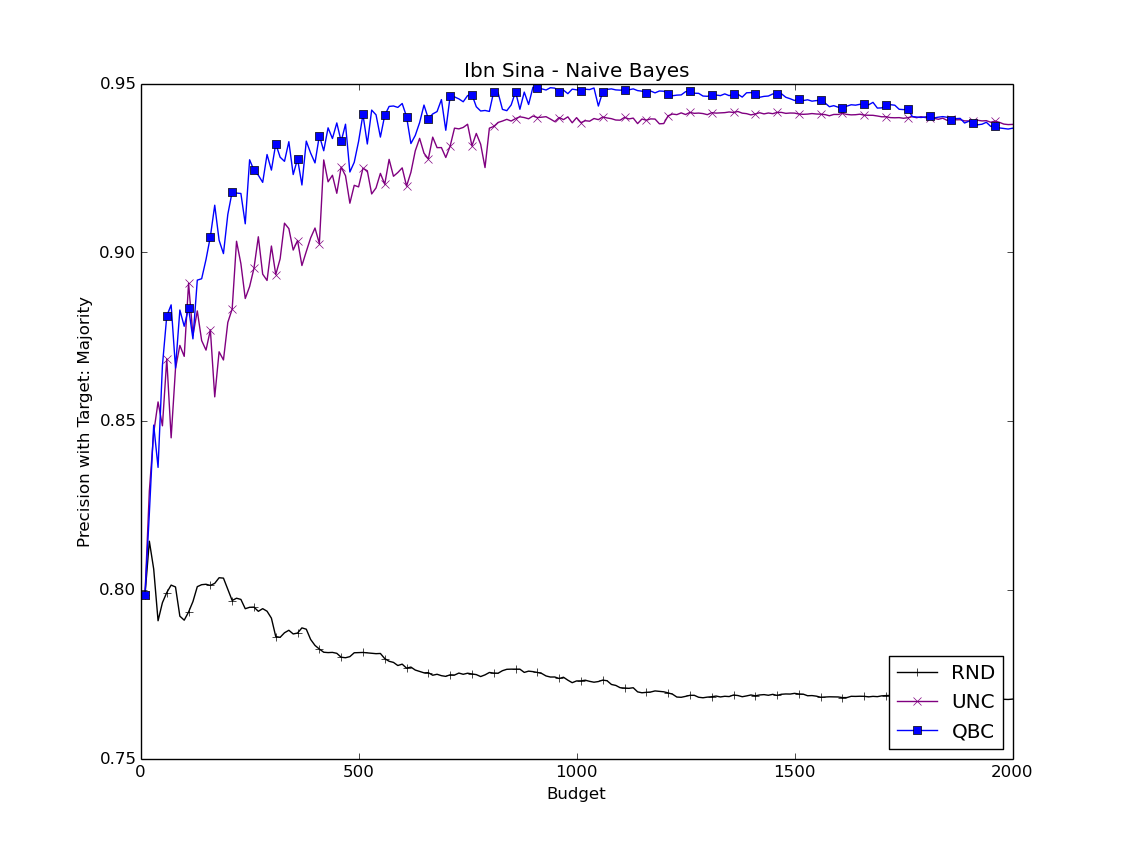 Ibn Sina - Naive Bayes
0.95
0.90
0.85
0.80
0.75
Precision with Target: Majority
0
500
1000
1500
2000
Budget
RND
UNC
QBC